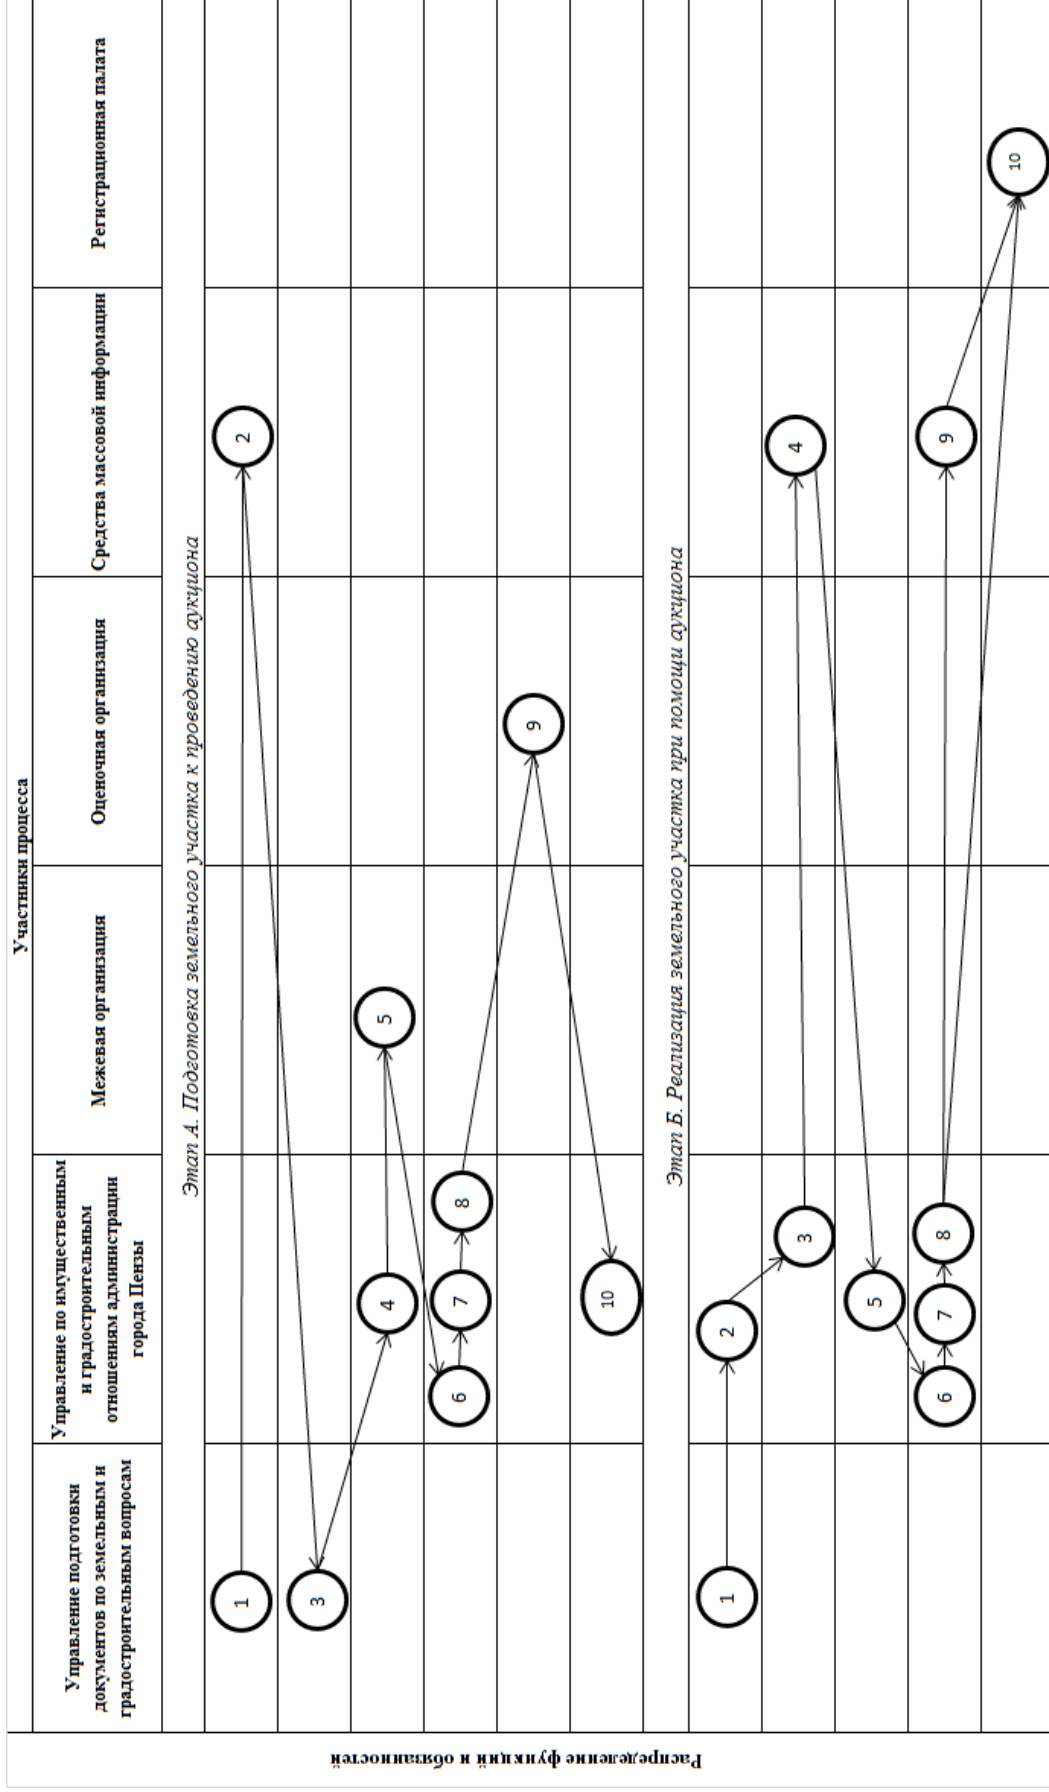 Участники процесса
Управление подготовки
документов по земельным и
градостроительным вопросам
Управление по имущественным
и градостроительным
отношениям администрации
города Пензы
Межевая организация
Оценочная организация
Средства массовой информации
Регистрационная палата
Распределение функций и обязанностей
Этап А. Подготовка земельного участка к проведению аукциона
1
2
3
4
5
6
7
8
9
10
Этап Б. Реализация земельного участка при помощи аукциона
1
2
3
4
5
6
7
8
9
10